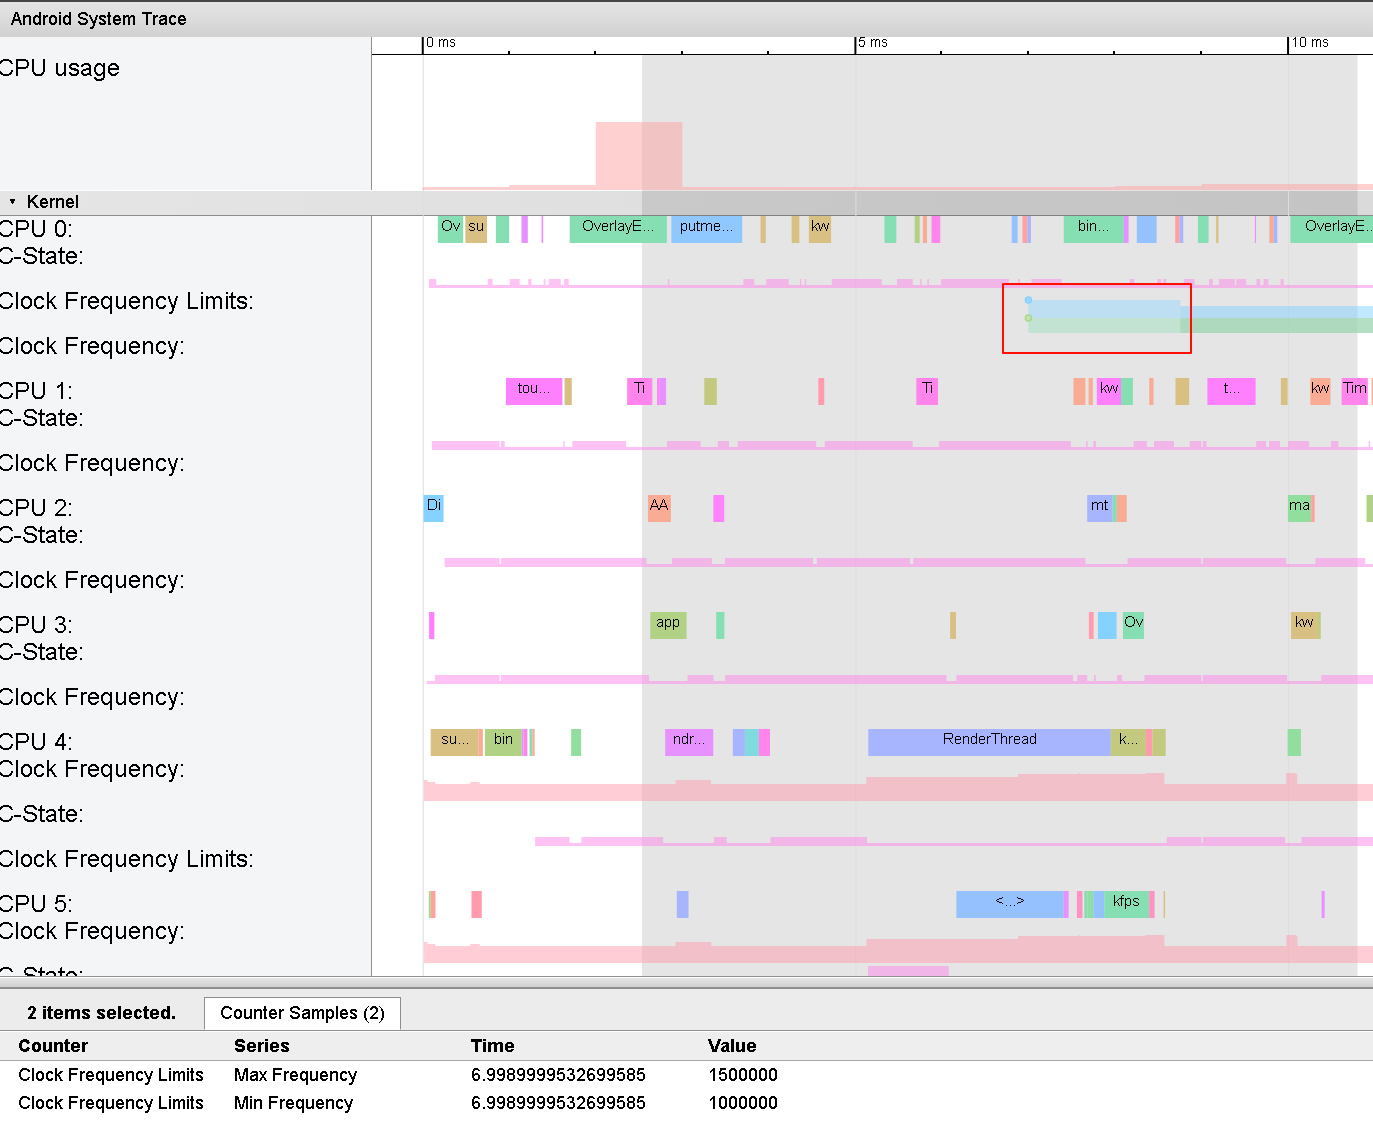 Android System Trace
0 ms 5 ms 10 ms
CPU usage
▾ Kernel
CPU 0: Ov su OverlayE... putme... kw bin... OverlayE...
C-State:
Clock Frequency Limits:
Clock Frequency:
CPU 1: tou... Ti Ti kw t... kw Tim
C-State:
Clock Frequency:
CPU 2: Di AA mt ma
C-State:
Clock Frequency:
CPU 3: app Ov kw
C-State:
Clock Frequency:
CPU 4: su... bin ndr... RenderThread k...
Clock Frequency:
C-State:
Clock Frequency Limits:
CPU 5: <...> kfps
Clock Frequency:
C-State:
2 items selected. Counter Samples (2)
Counter Series Time Value
Clock Frequency Limits Max Frequency 6.9989999532699585 1500000
Clock Frequency Limits Min Frequency 6.9989999532699585 1000000